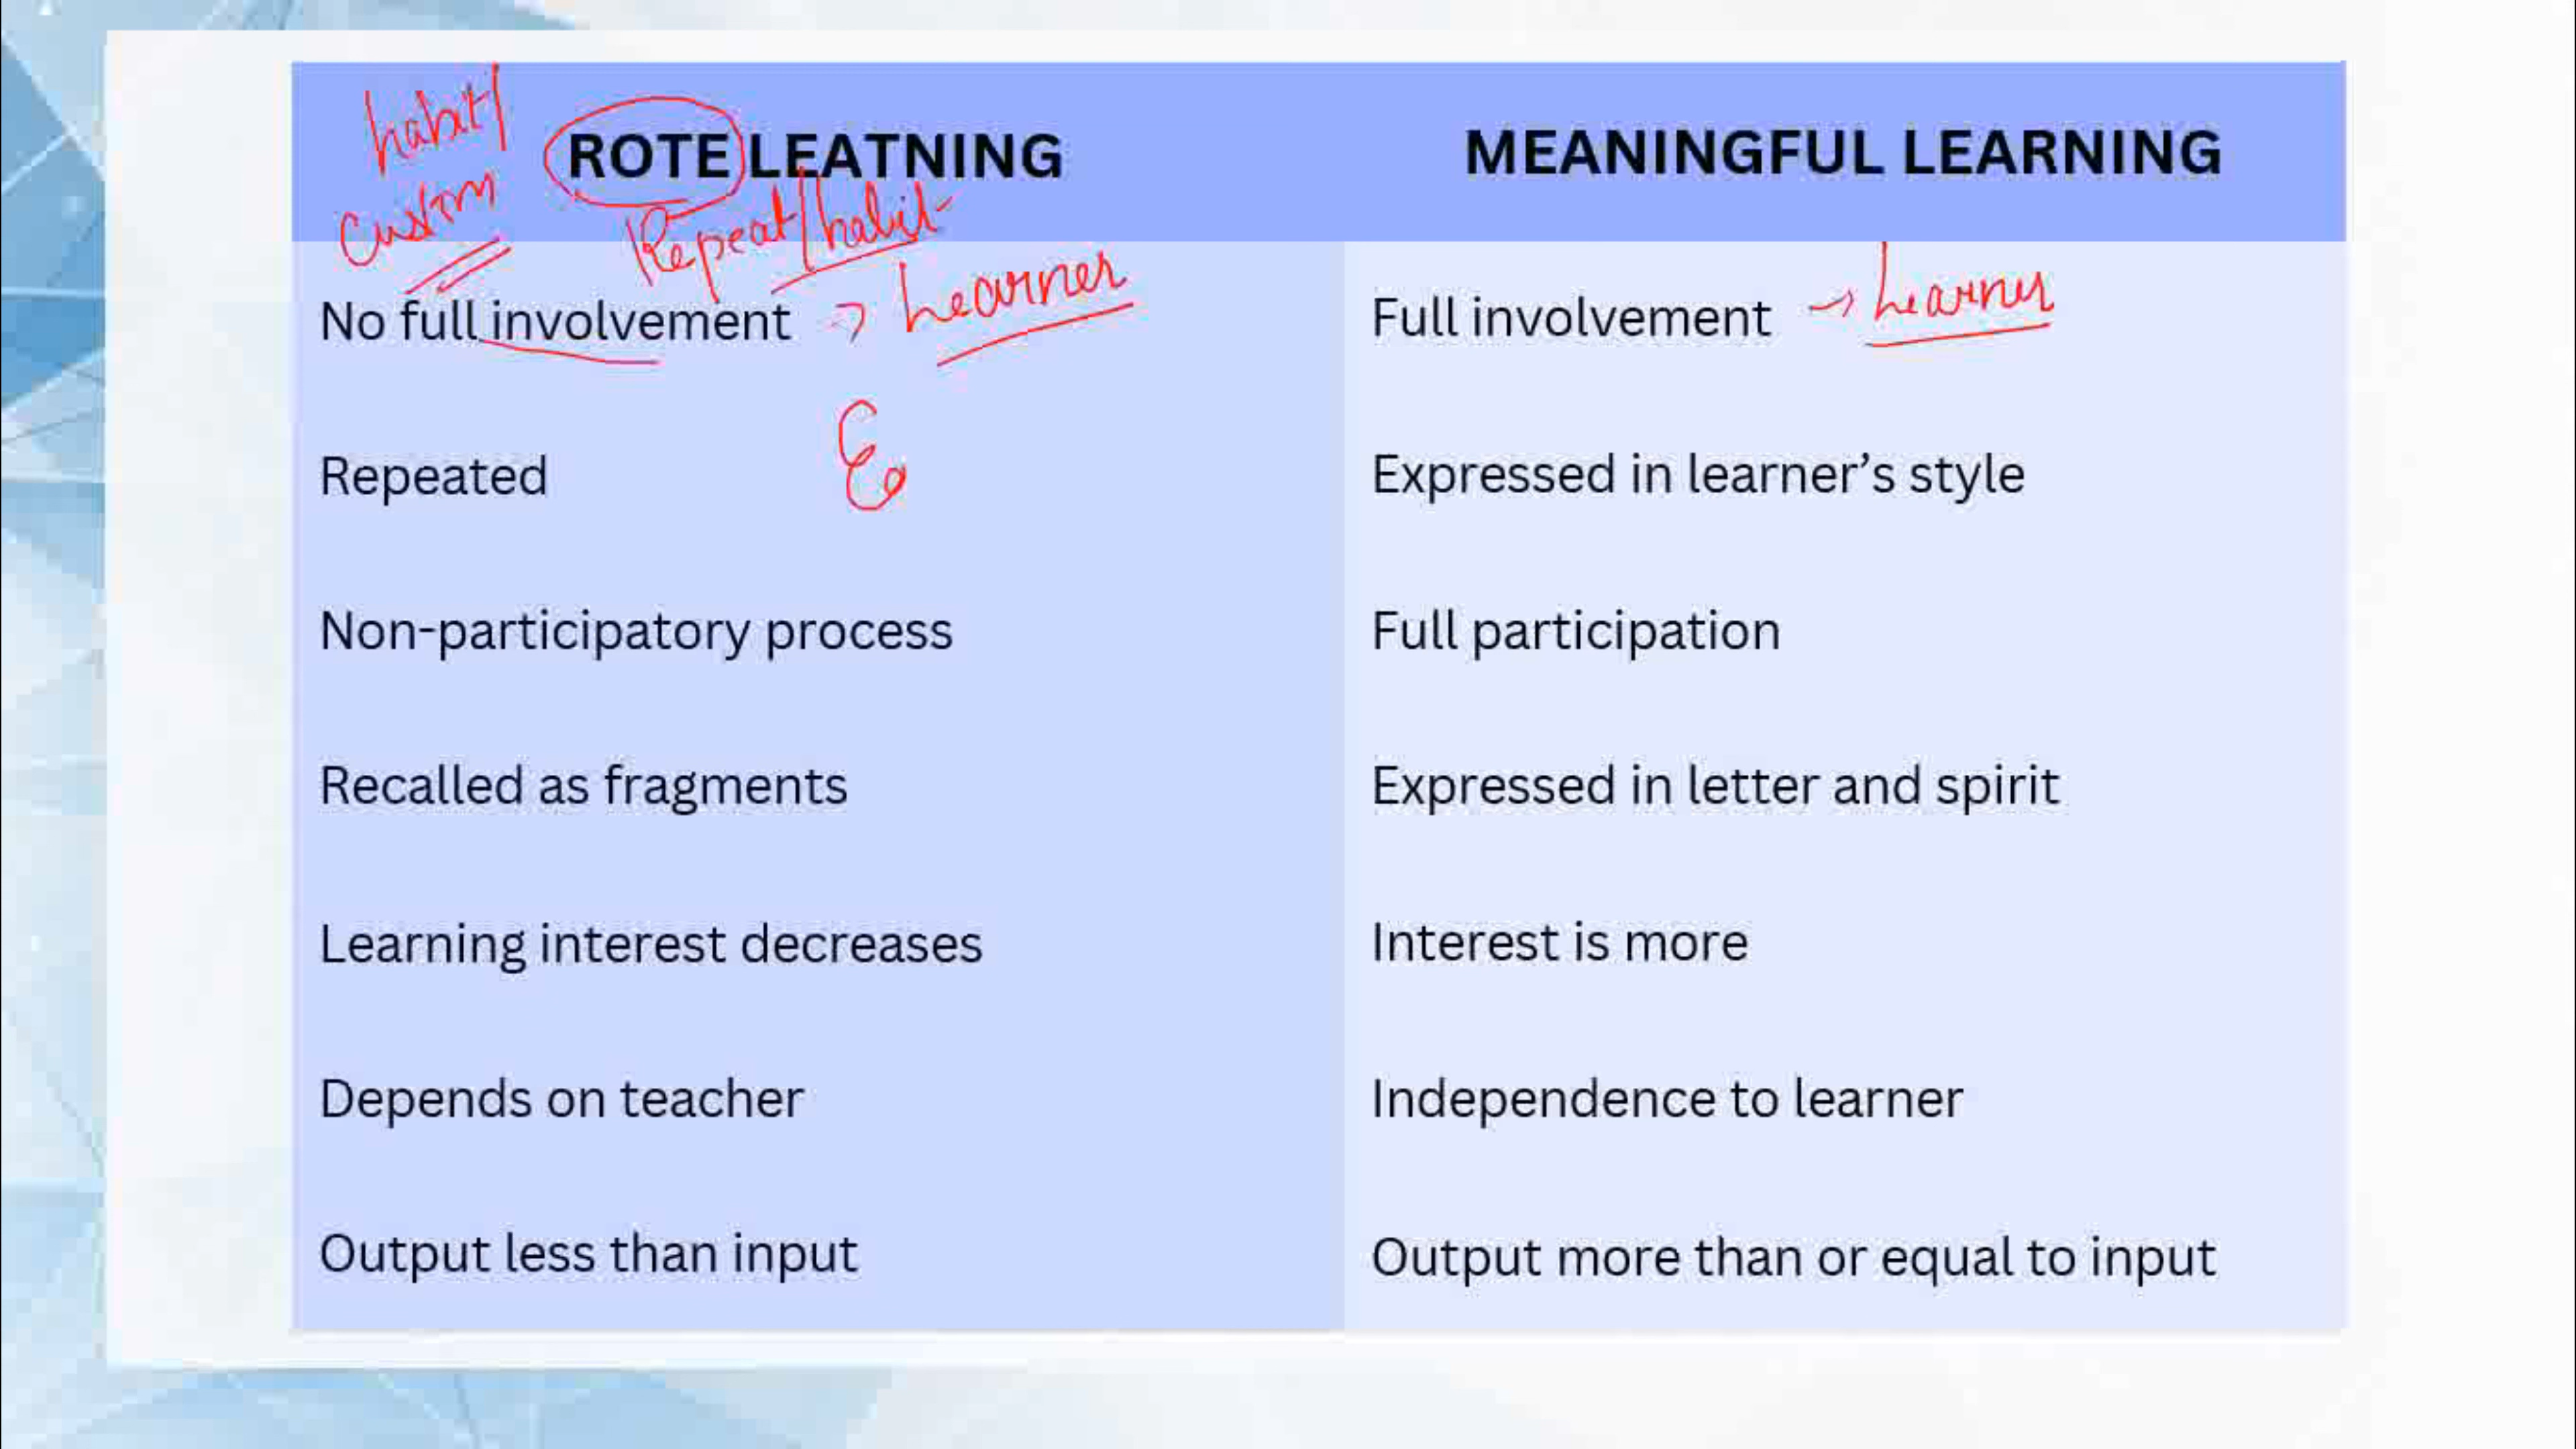 habit/
custom
ROTE LEATNING
Repeat/habit
MEANINGFUL LEARNING
No full involvement → Learner
Full involvement → Learner
Repeated
Expressed in learner’s style
Non-participatory process
Full participation
Recalled as fragments
Expressed in letter and spirit
Learning interest decreases
Interest is more
Depends on teacher
Independence to learner
Output less than input
Output more than or equal to input